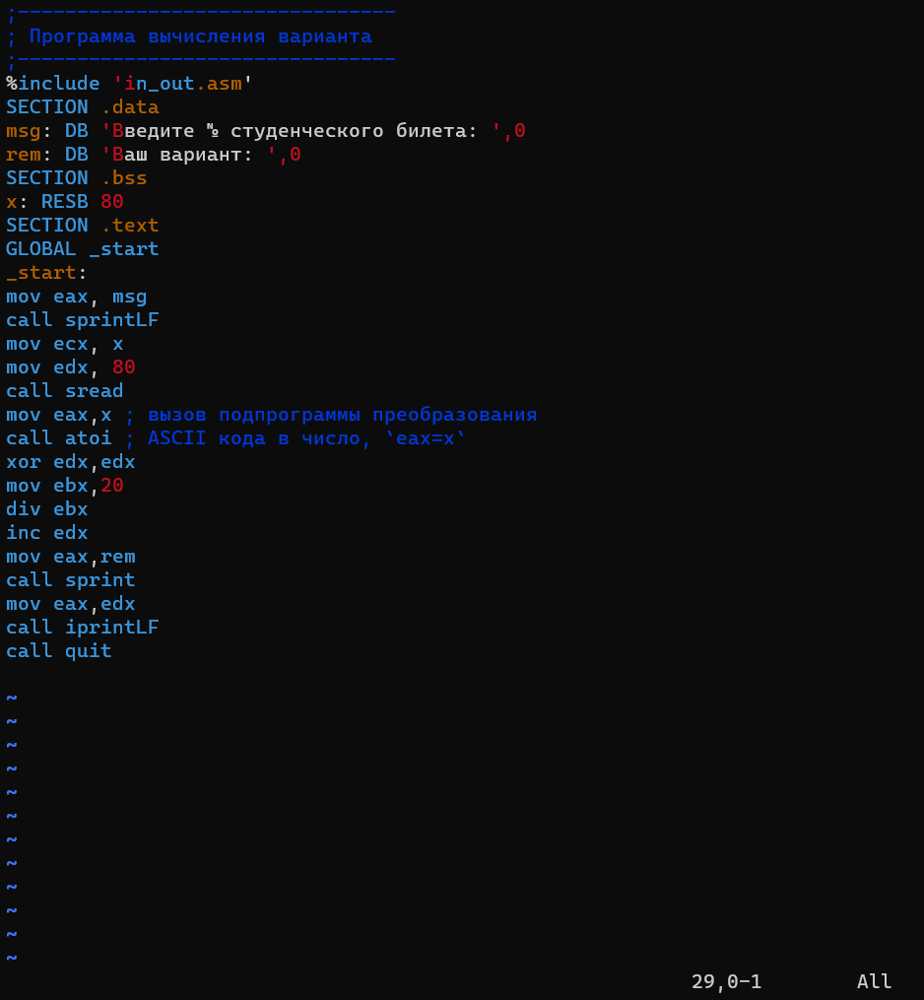 ;--------------------------------
; Программа вычисления варианта
;--------------------------------
%include 'in_out.asm'
SECTION .data
msg: DB 'Введите № студенческого билета: ',0
rem: DB 'Ваш вариант: ',0
SECTION .bss
x: RESB 80
SECTION .text
GLOBAL _start
_start:
mov eax, msg
call sprintLF
mov ecx, x
mov edx, 80
call sread
mov eax,x ; вызов подпрограммы преобразования
call atoi ; ASCII кода в число, `eax=x`
xor edx,edx
mov ebx,20
div ebx
inc edx
mov eax,rem
call sprint
mov eax,edx
call iprintLF
call quit
~
~
~
~
~
~
~
~
~
~
~
~
29,0-1 All